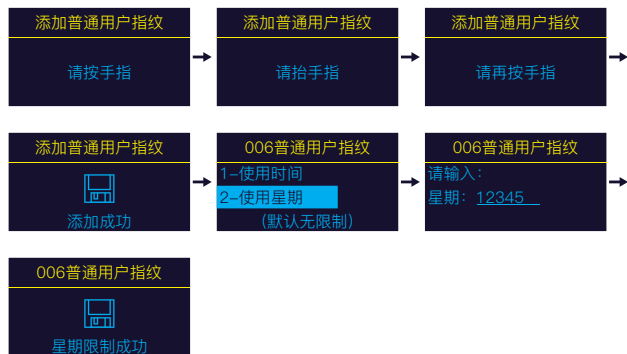 添加普通用户指纹
请按手指
添加普通用户指纹
请抬手指
添加普通用户指纹
请再按手指
添加普通用户指纹
添加成功
006普通用户指纹
1-使用时间
2-使用星期
(默认无限制)
006普通用户指纹
请输入:
星期: 12345
006普通用户指纹
星期限制成功